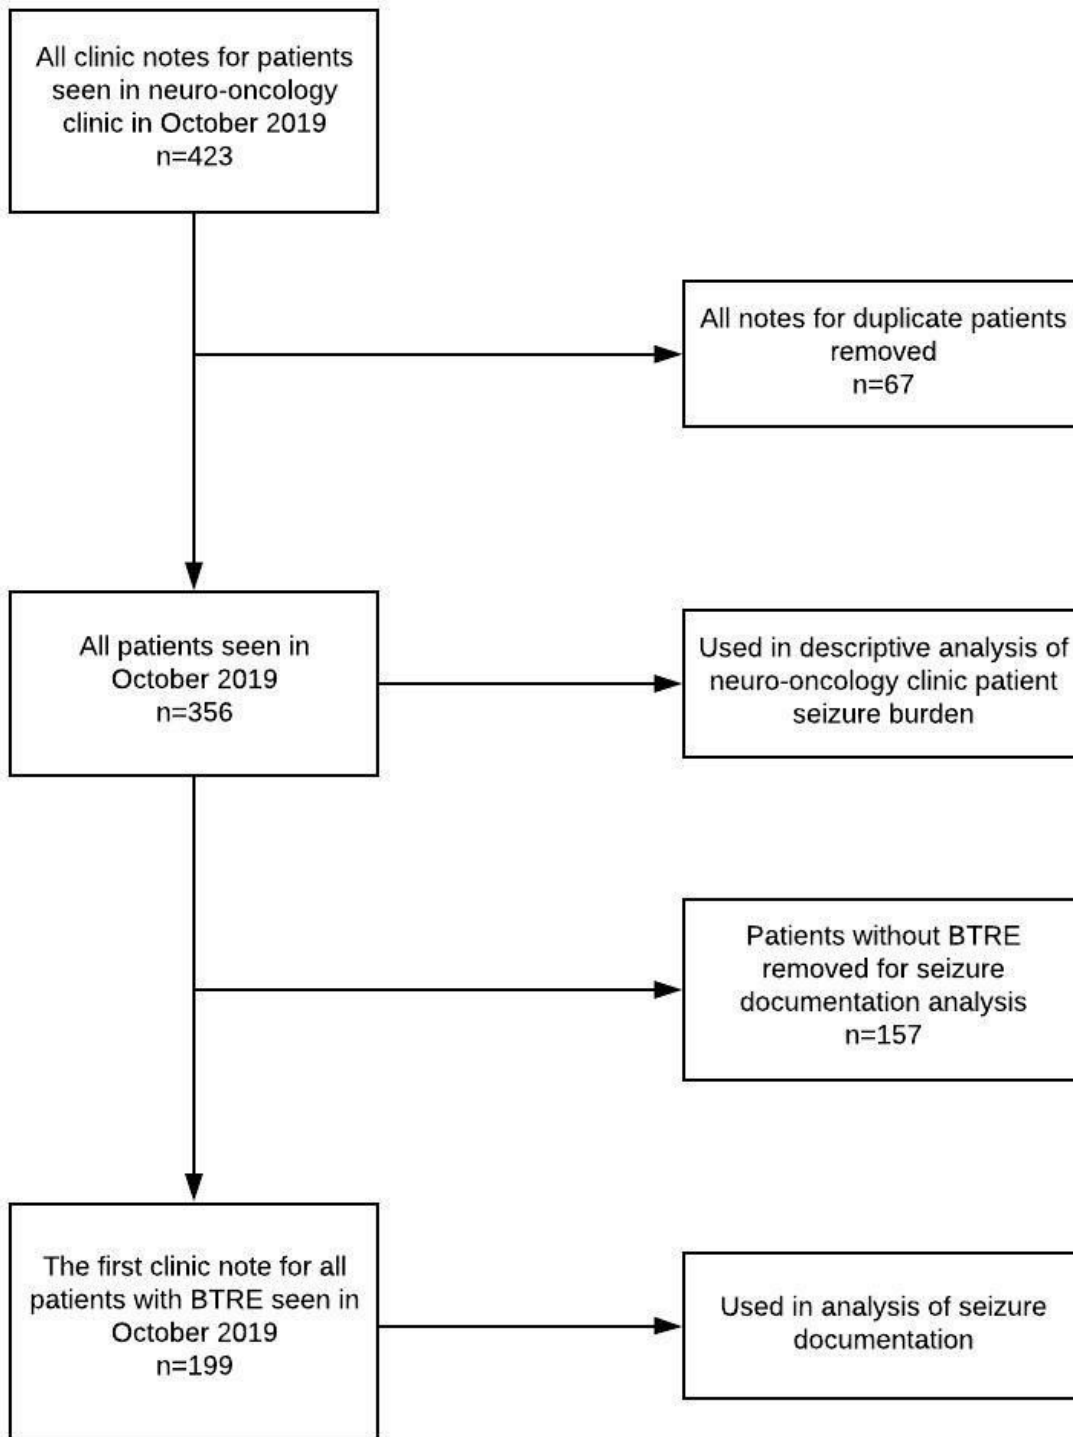 All clinic notes for patients
seen in neuro-oncology
clinic in October 2019
n=423
All notes for duplicate patients
removed
n=67
All patients seen in
October 2019
n=356
Used in descriptive analysis of
neuro-oncology clinic patient
seizure burden
Patients without BTRE
removed for seizure
documentation analysis
n=157
The first clinic note for all
patients with BTRE seen in
October 2019
n=199
Used in analysis of seizure
documentation